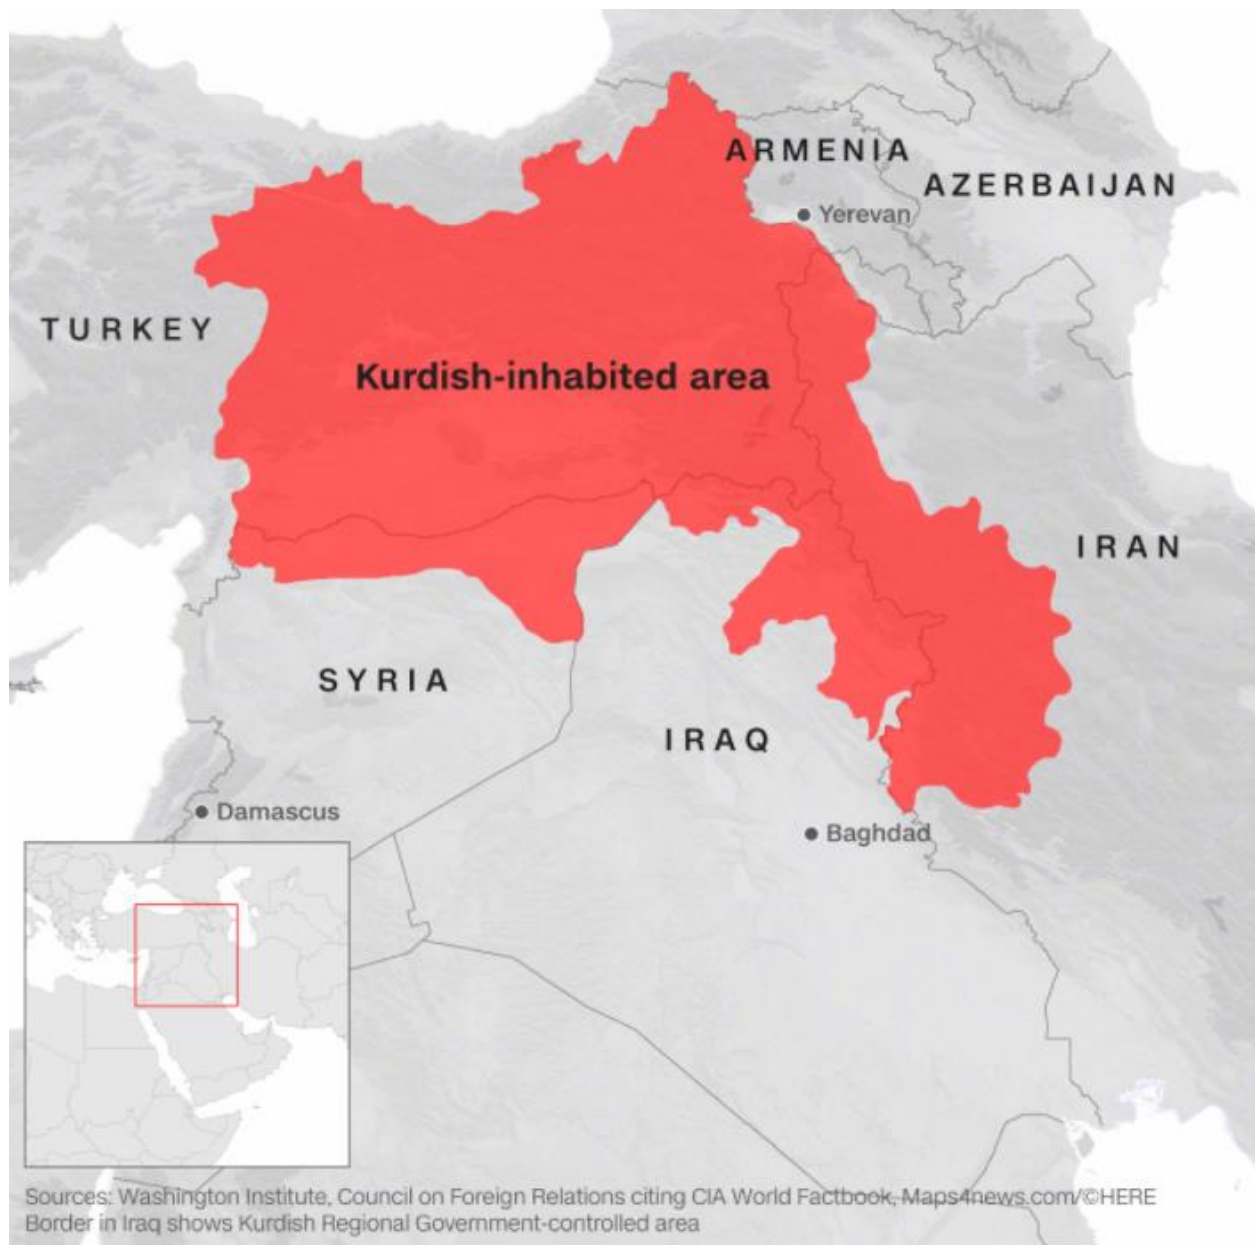 ARMENIA
AZERBAIJAN
Yerevan
TURKEY
Kurdish-inhabited area
IRAN
SYRIA
IRAQ
Damascus
Baghdad
Sources: Washington Institute, Council on Foreign Relations citing CIA World Factbook, Maps4news.com/©HERE
Border in Iraq shows Kurdish Regional Government-controlled area